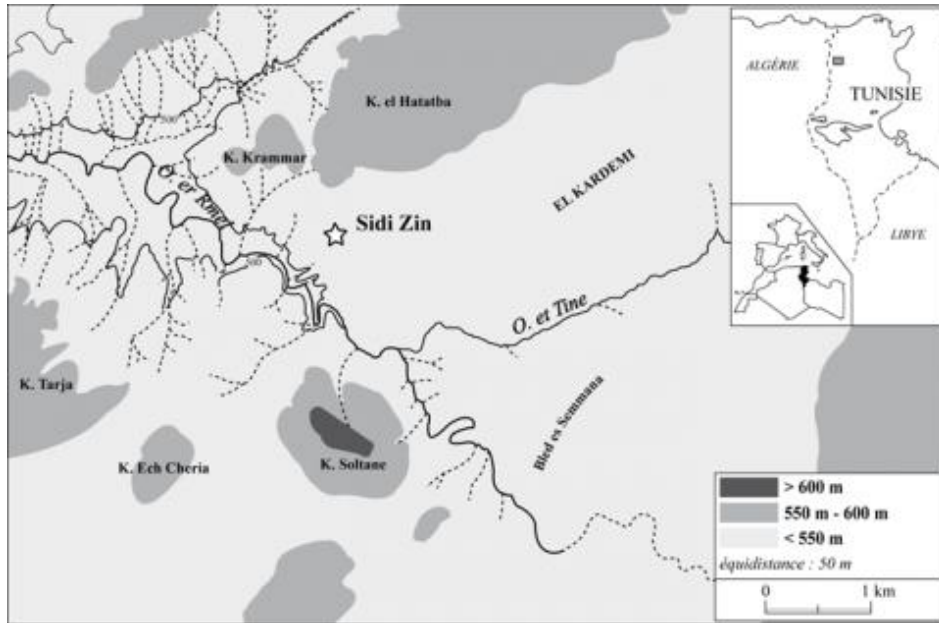 K. el Hatatba
500
K. Krammar
O. er Rmel
Sidi Zin
EL KARDEMI
O. et Tine
K. Tarja
K. Ech Cheria
K. Soltane
Bled es Semmana
ALGÉRIE
TUNISIE
LIBYE
> 600 m
550 m - 600 m
< 550 m
équidistance : 50 m
0 1 km